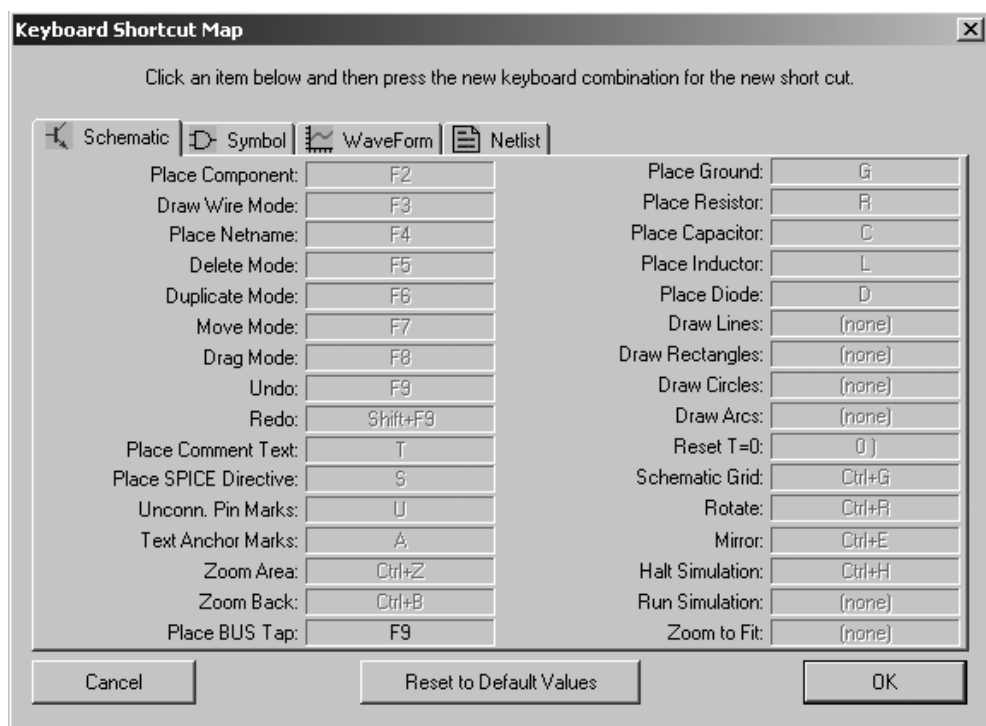 Keyboard Shortcut Map
Click an item below and then press the new keyboard combination for the new short cut.
Schematic Symbol WaveForm Netlist
Place Component: F2
Draw Wire Mode: F3
Place Netname: F4
Delete Mode: F5
Duplicate Mode: F6
Move Mode: F7
Drag Mode: F8
Undo: F9
Redo: Shift+F9
Place Comment Text: T
Place SPICE Directive: S
Unconn. Pin Marks: U
Text Anchor Marks: A
Zoom Area: Ctrl+Z
Zoom Back: Ctrl+B
Place BUS Tap: F9
Place Ground: G
Place Resistor: R
Place Capacitor: C
Place Inductor: L
Place Diode: D
Draw Lines: (none)
Draw Rectangles: (none)
Draw Circles: (none)
Draw Arcs: (none)
Reset T=0: 0 )
Schematic Grid: Ctrl+G
Rotate: Ctrl+R
Mirror: Ctrl+E
Halt Simulation: Ctrl+H
Run Simulation: (none)
Zoom to Fit: (none)
Cancel Reset to Default Values OK